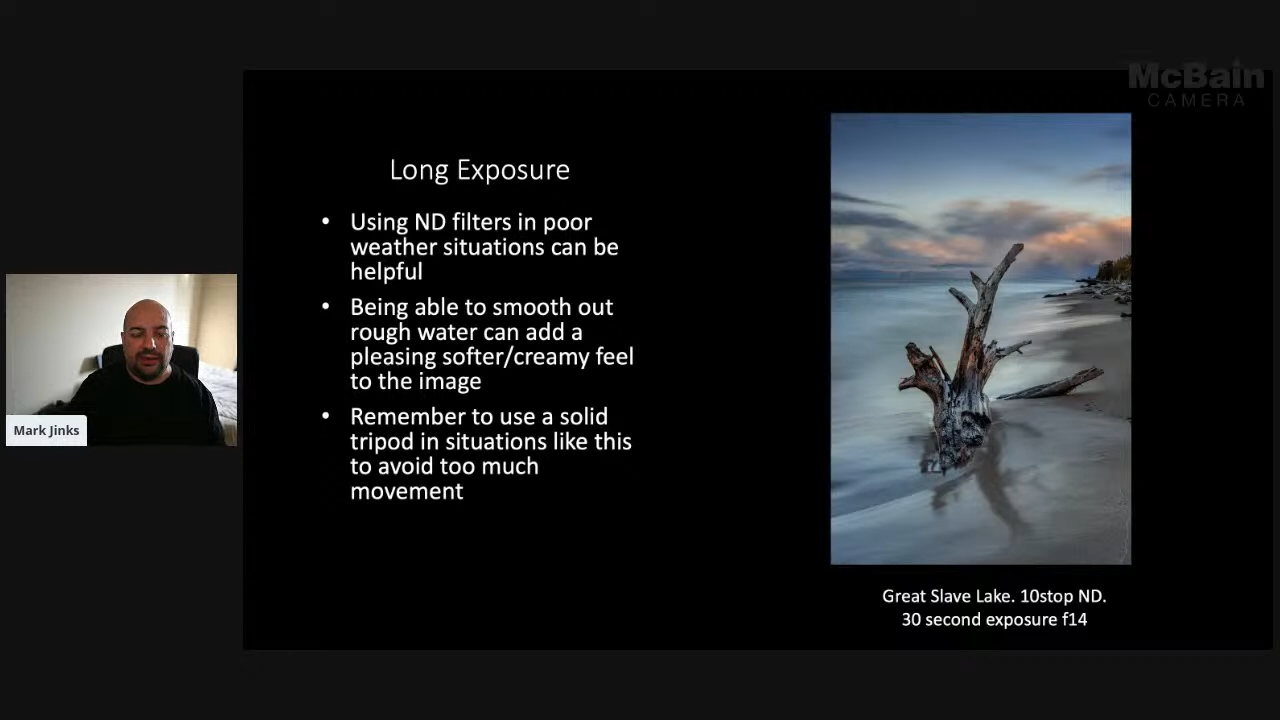 McBain
CAMERA
Long Exposure
• Using ND filters in poor
weather situations can be
helpful
• Being able to smooth out
rough water can add a
pleasing softer/creamy feel
to the image
• Remember to use a solid
tripod in situations like this
to avoid too much
movement
Mark Jinks
Great Slave Lake. 10stop ND.
30 second exposure f14